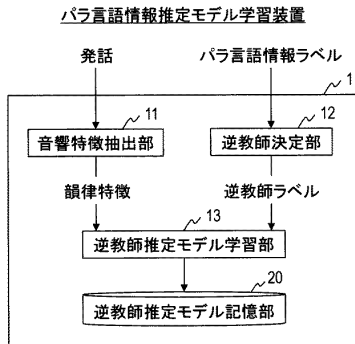 パラ言語情報推定モデル学習装置
発話 パラ言語情報ラベル
1
11 12
音響特徴抽出部 逆教師決定部
韻律特徴 逆教師ラベル
13
逆教師推定モデル学習部
20
逆教師推定モデル記憶部